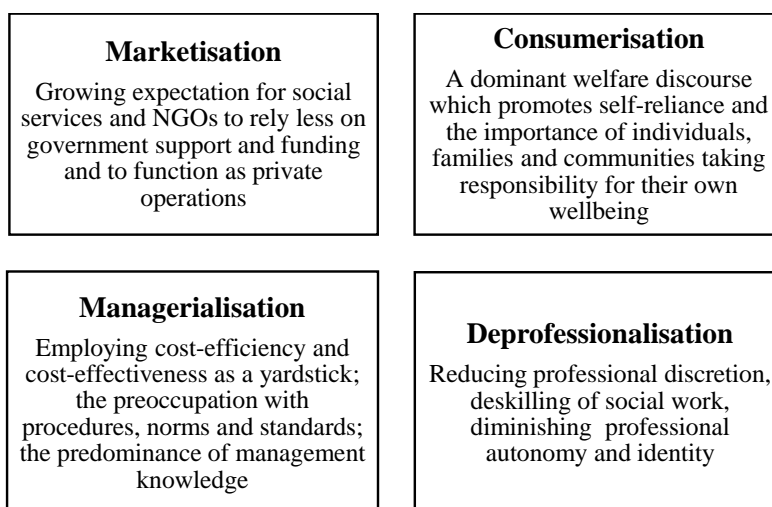 Marketisation
Growing expectation for social
services and NGOs to rely less on
government support and funding
and to function as private
operations
Consumerisation
A dominant welfare discourse
which promotes self-reliance and
the importance of individuals,
families and communities taking
responsibility for their own
wellbeing
Managerialisation
Employing cost-efficiency and
cost-effectiveness as a yardstick;
the preoccupation with
procedures, norms and standards;
the predominance of management
knowledge
Deprofessionalisation
Reducing professional discretion,
deskilling of social work,
diminishing professional
autonomy and identity